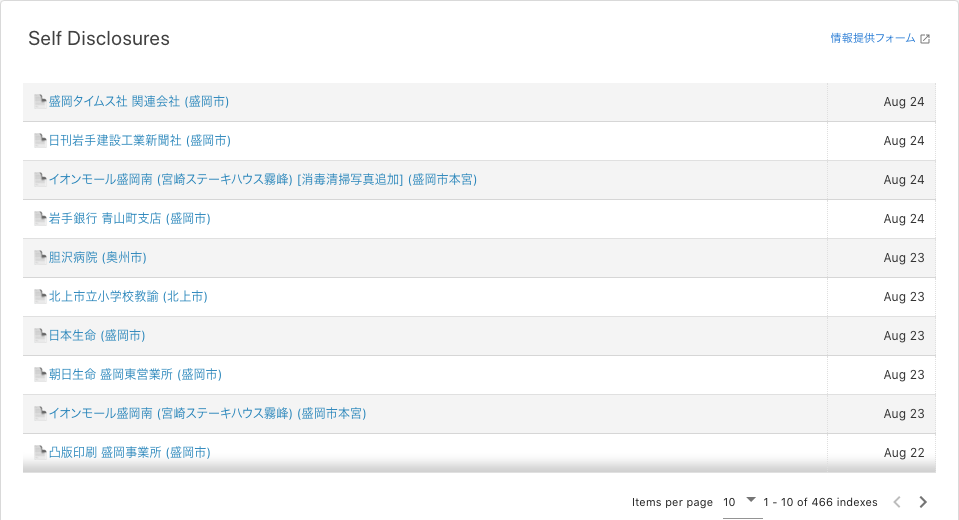 Self Disclosures
情報提供フォーム
盛岡タイムス社 関連会社 (盛岡市) Aug 24
日刊岩手建設工業新聞社 (盛岡市) Aug 24
イオンモール盛岡南 (宮崎ステーキハウス霧峰) [消毒清掃写真追加] (盛岡市本宮) Aug 24
岩手銀行 青山町支店 (盛岡市) Aug 24
胆沢病院 (奥州市) Aug 23
北上市立小学校教諭 (北上市) Aug 23
日本生命 (盛岡市) Aug 23
朝日生命 盛岡東営業所 (盛岡市) Aug 23
イオンモール盛岡南 (宮崎ステーキハウス霧峰) (盛岡市本宮) Aug 23
凸版印刷 盛岡事業所 (盛岡市) Aug 22
Items per page 10 1 - 10 of 466 indexes